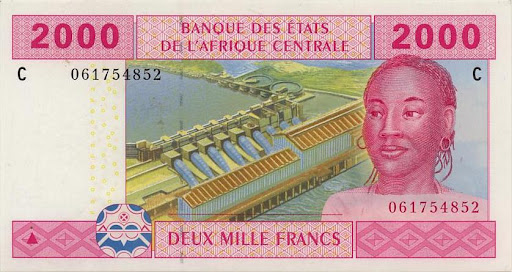 2000
BANQUE DES ÉTATS
DE L'AFRIQUE CENTRALE
2000
C 061754852
C
061754852
DEUX MILLE FRANCS